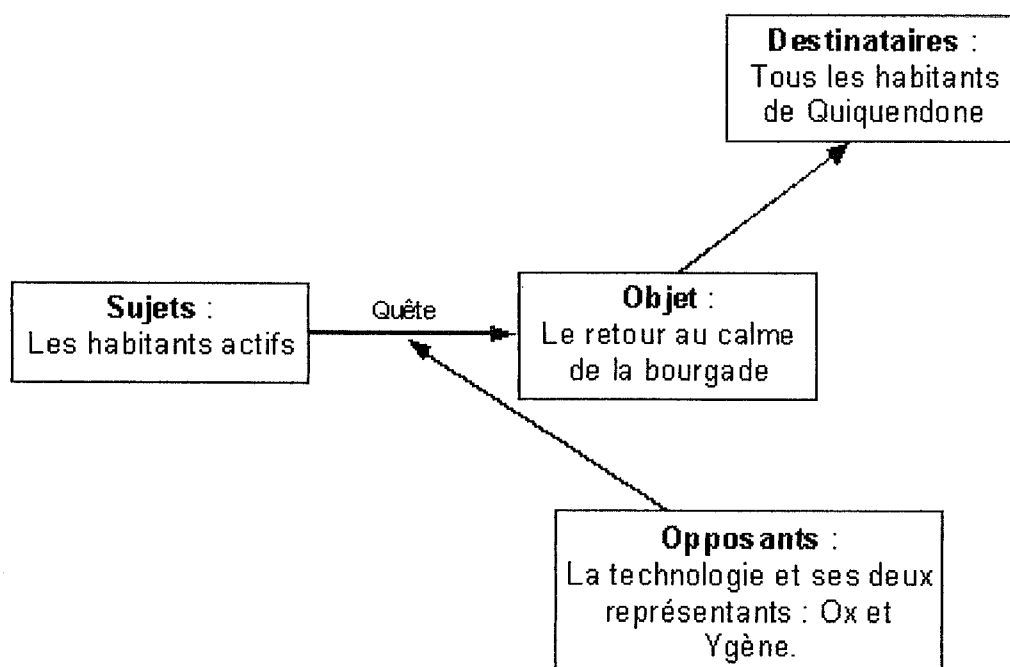 Destinataires :
Tous les habitants
de Quiquendone
Sujets :
Les habitants actifs
Quête
Objet :
Le retour au calme
de la bourgade
Opposants :
La technologie et ses deux
représentants : Ox et
Ygène.